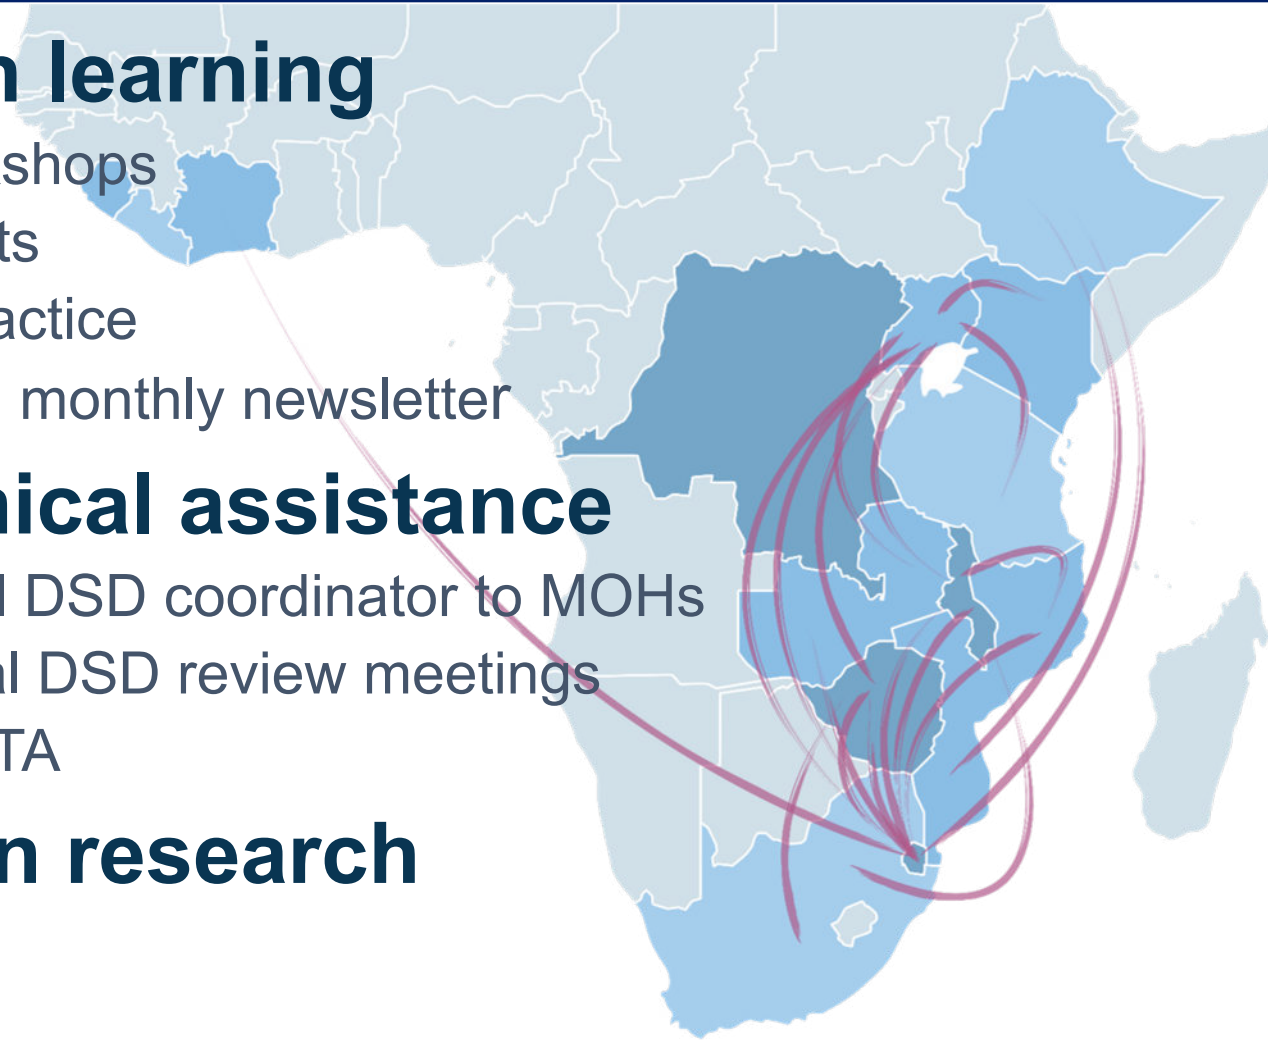 n learning
shops
ts
actice
monthly newsletter
nical assistance
l DSD coordinator to MOHs
al DSD review meetings
TA
n research